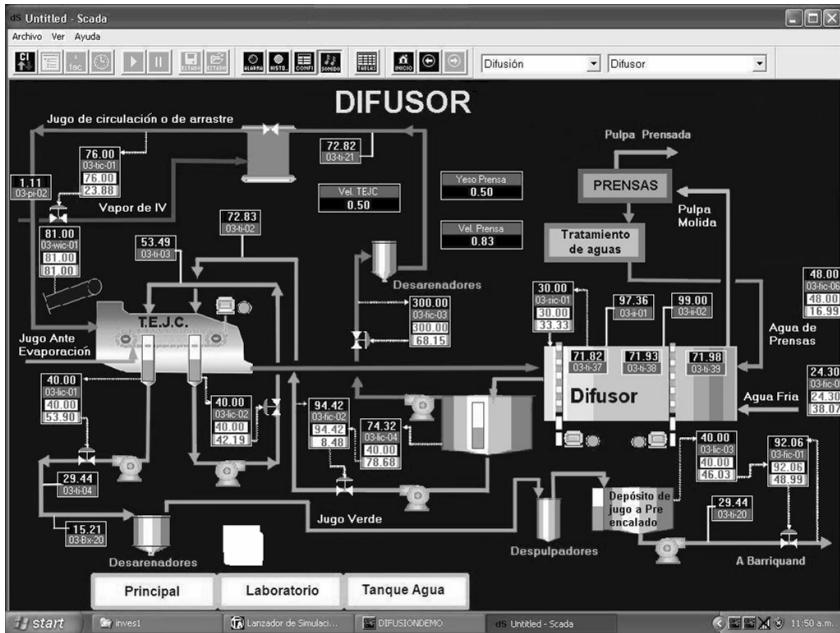 Untitled - Scada
Archivo Ver Ayuda
Difusión
Difusor
DIFUSOR
Jugo de circulación o de arrastre
76.00
03-tic-01
76.00
23.88
1.11
03-pi-02
Vapor de IV
72.82
03-ti-21
Vel. TEJC
0.50
Yeso Prensa
0.50
Vel. Prensa
0.83
Pulpa Prensada
PRENSAS
Pulpa
Molida
Tratamiento
de aguas
81.00
03-wic-01
81.00
81.00
53.49
03-ti-03
72.83
03-ti-02
Desarenadores
300.00
03-fic-03
300.00
68.15
30.00
03-sic-01
30.00
33.33
97.36
03-ii-01
99.00
03-ii-02
48.00
03-fic-06
48.00
16.99
T.E.J.C.
Jugo Ante
Evaporación
71.82
03-ti-37
71.93
03-ti-38
71.98
03-ti-39
Agua de
Prensas
Difusor
Agua Fria
24.30
24.30
38.07
40.00
03-lic-01
40.00
53.90
40.00
03-lic-02
40.00
42.19
94.42
03-fic-02
94.42
8.48
74.32
03-lic-04
40.00
78.68
40.00
03-lic-03
40.00
46.03
92.06
03-fic-01
92.06
48.99
29.44
03-ti-04
15.21
03-Bx-20
Desarenadores
Jugo Verde
Despulpadores
Depósito de
jugo a Pre
encalado
29.44
03-ti-20
A Barriquand
Principal
Laboratorio
Tanque Agua
start
inves1
Lanzador de Simulaci...
DIFUSIONDEMO
Untitled - Scada
11:50 a.m.